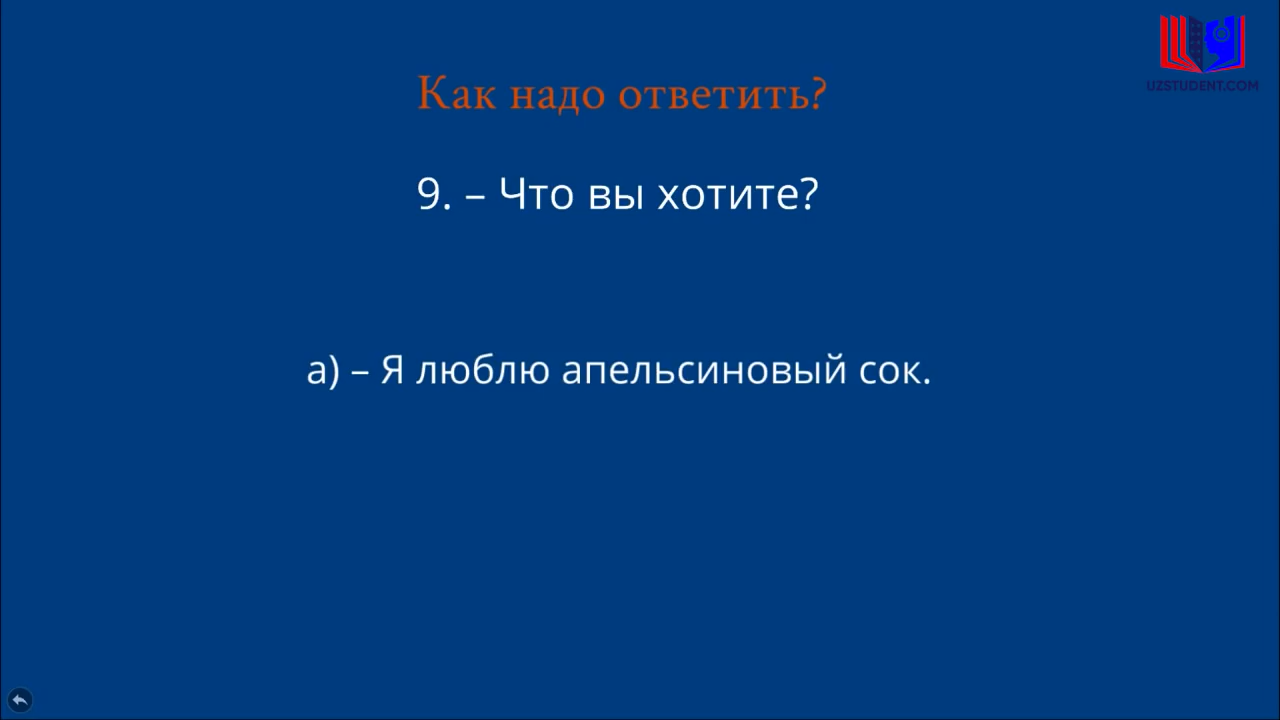 UZSTUDENT.COM
Как надо ответить?
9. – Что вы хотите?
а) – Я люблю апельсиновый сок.